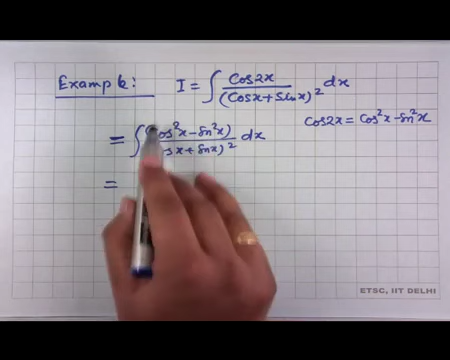 Example: I = ∫ Cos2x / (Cosx + Sinx)² dx
Cos2x = Cos²x − Sin²x
= ∫ (Cos²x − Sin²x) / (Cosx + Sinx)² dx
=
ETSC, IIT DELHI